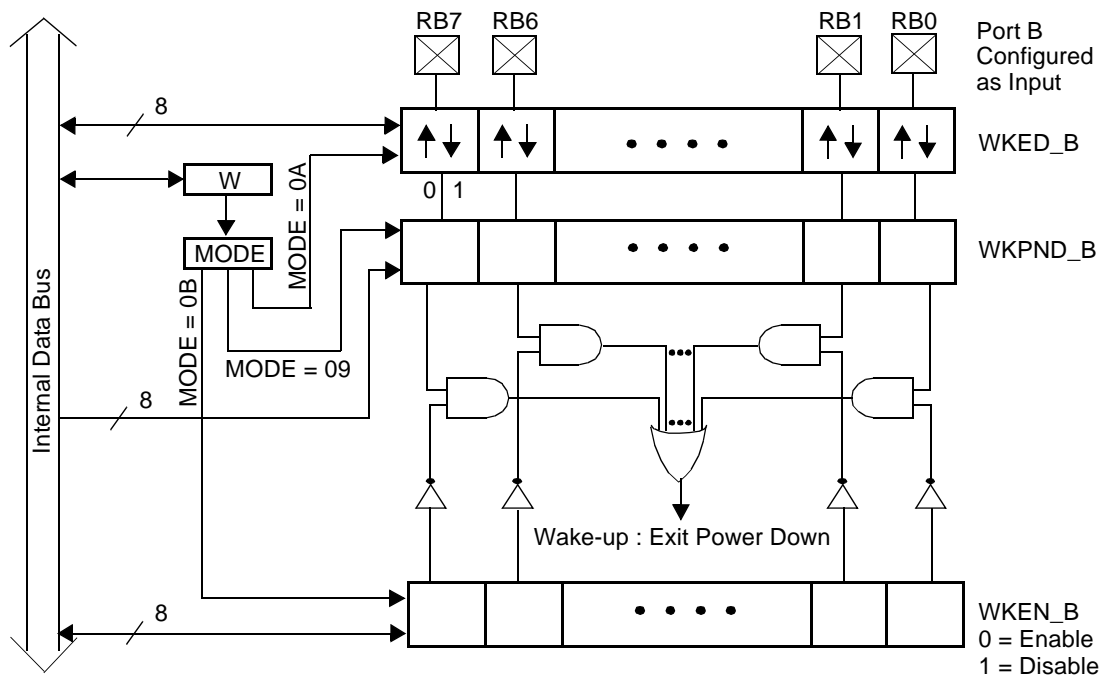 RB7 RB6 RB1 RB0
Port B
Configured
as Input
8
WKED_B
W
MODE = 0A
0 1
MODE
WKPND_B
MODE = 0B
MODE = 09
8
Internal Data Bus
Wake-up : Exit Power Down
8
WKEN_B
0 = Enable
1 = Disable